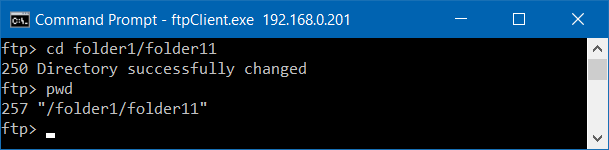 Command Prompt - ftpClient.exe  192.168.0.201
ftp> cd folder1/folder11
250 Directory successfully changed
ftp> pwd
257 "/folder1/folder11"
ftp>